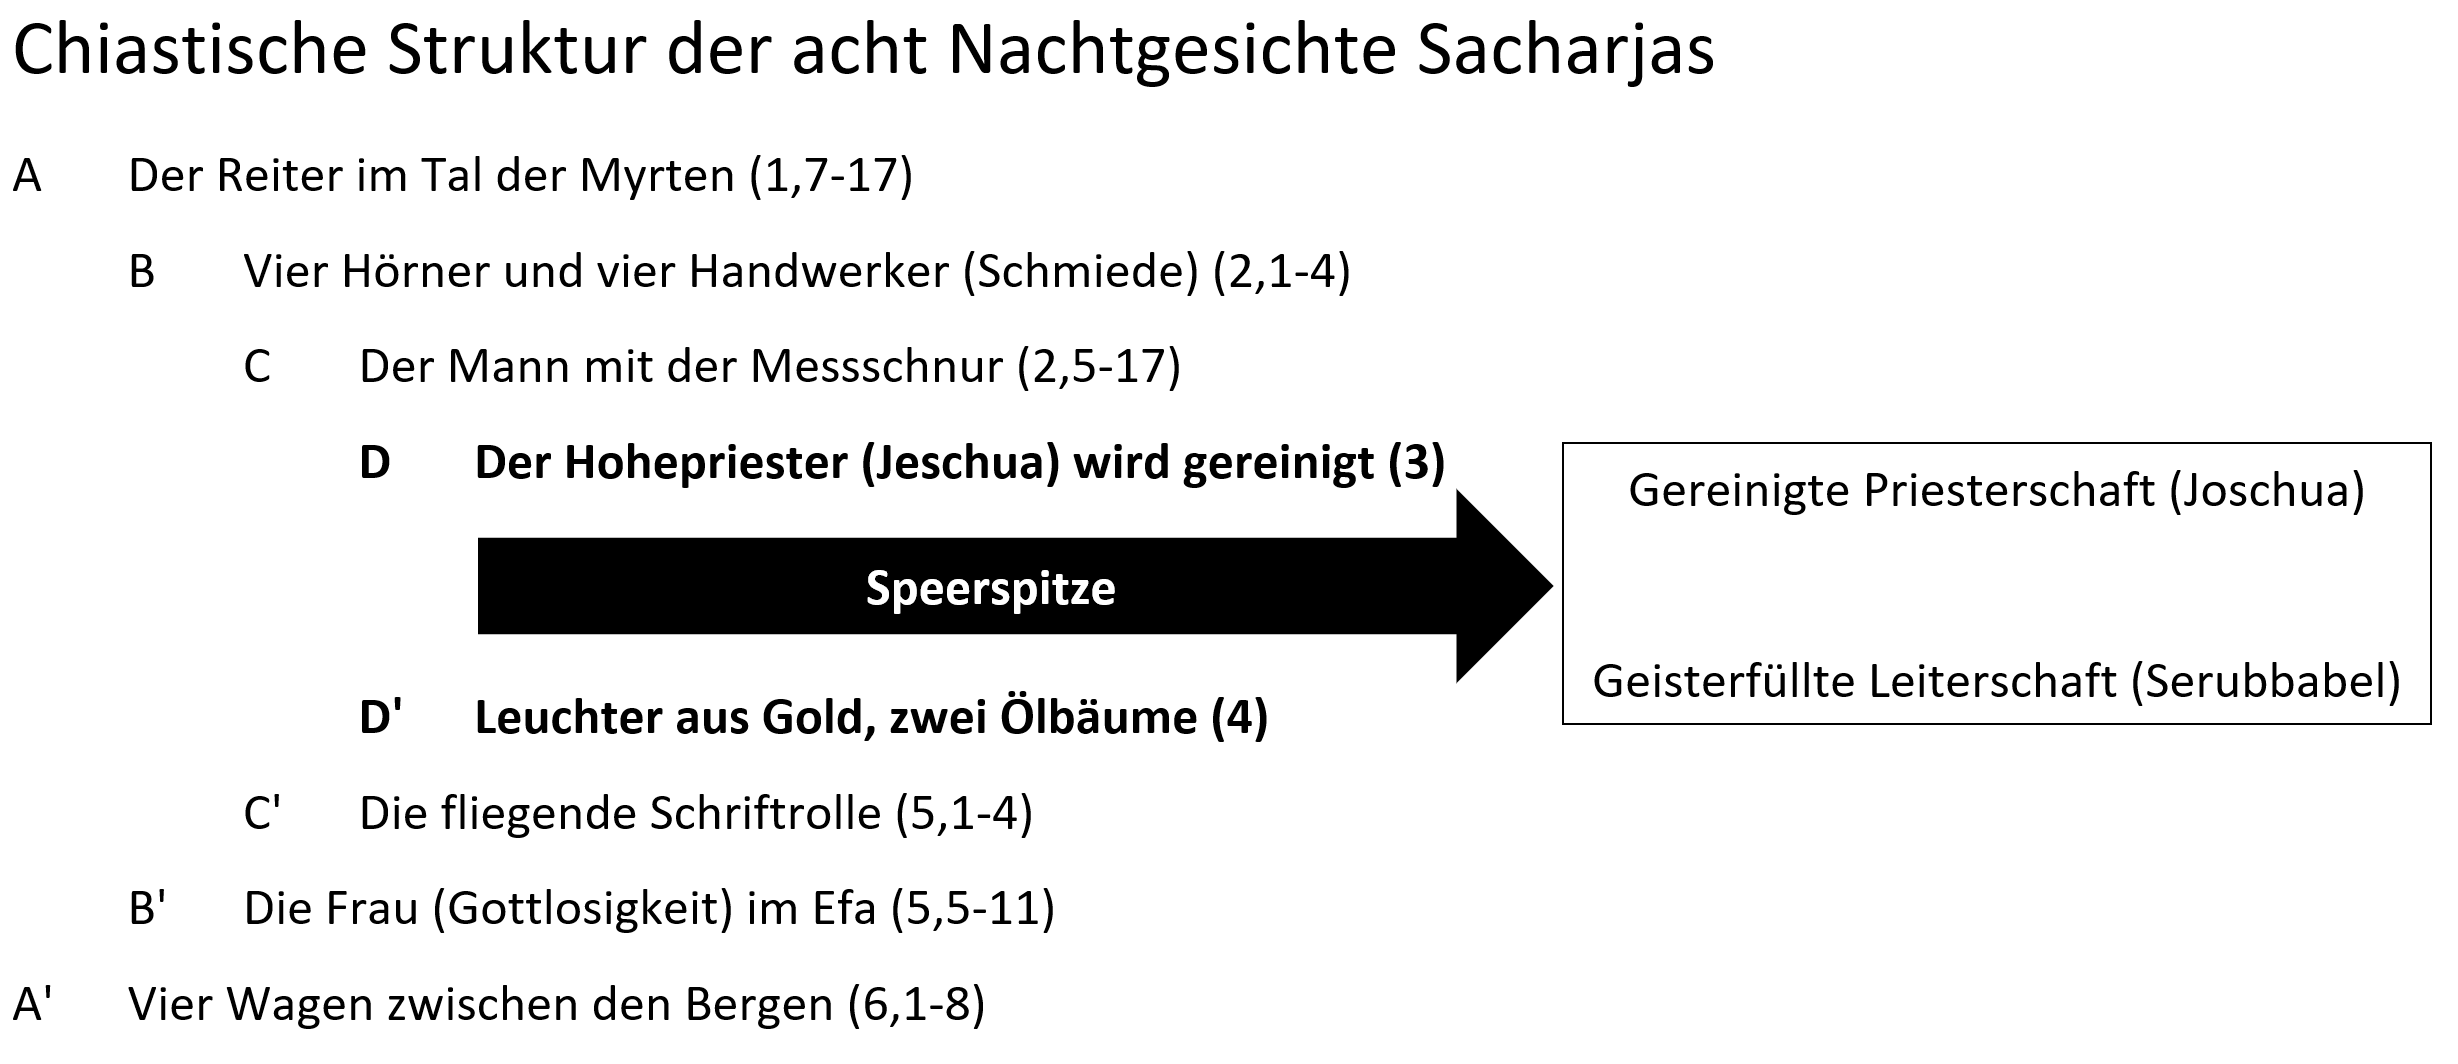 Chiastische Struktur der acht Nachtgesichte Sacharjas
A Der Reiter im Tal der Myrten (1,7-17)
B Vier Hörner und vier Handwerker (Schmiede) (2,1-4)
C Der Mann mit der Messschnur (2,5-17)
D Der Hohepriester (Jeschua) wird gereinigt (3)
Gereinigte Priesterschaft (Joschua)
Speerspitze
Geisterfüllte Leiterschaft (Serubbabel)
D' Leuchter aus Gold, zwei Ölbäume (4)
C' Die fliegende Schriftrolle (5,1-4)
B' Die Frau (Gottlosigkeit) im Efa (5,5-11)
A' Vier Wagen zwischen den Bergen (6,1-8)